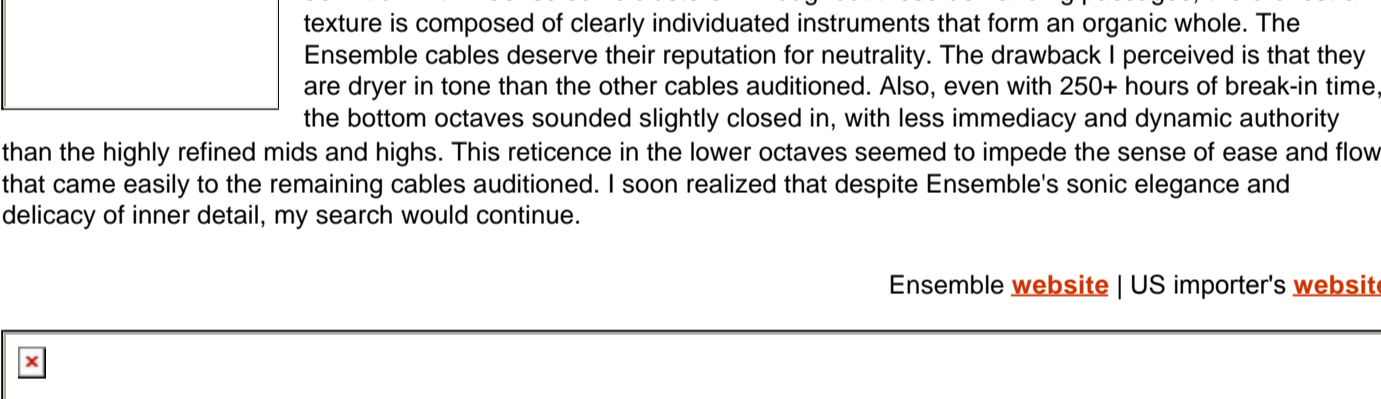 texture is composed of clearly individuated instruments that form an organic whole. The
Ensemble cables deserve their reputation for neutrality. The drawback I perceived is that they
are dryer in tone than the other cables auditioned. Also, even with 250+ hours of break-in time,
the bottom octaves sounded slightly closed in, with less immediacy and dynamic authority
than the highly refined mids and highs. This reticence in the lower octaves seemed to impede the sense of ease and flow
that came easily to the remaining cables auditioned. I soon realized that despite Ensemble's sonic elegance and
delicacy of inner detail, my search would continue.
Ensemble website | US importer's website